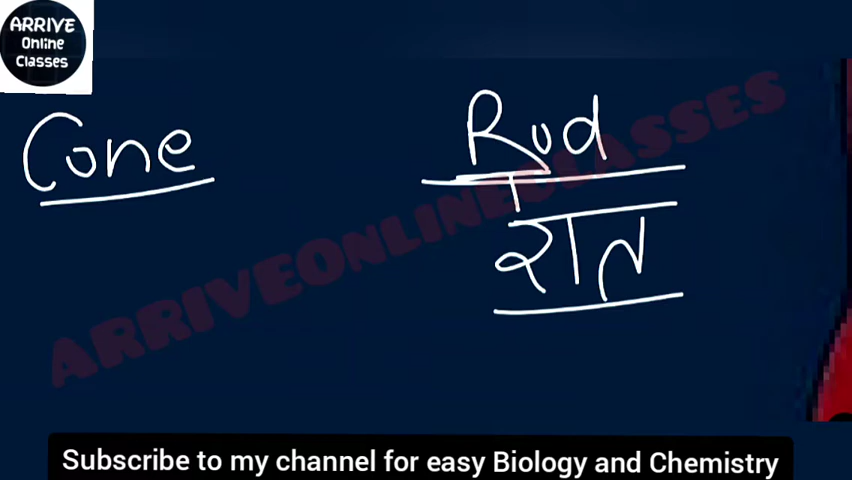 ARRIVE
Online
Classes
Cone
Rod
रात
ARRIVEONLINECLASSES
Subscribe to my channel for easy Biology and Chemistry